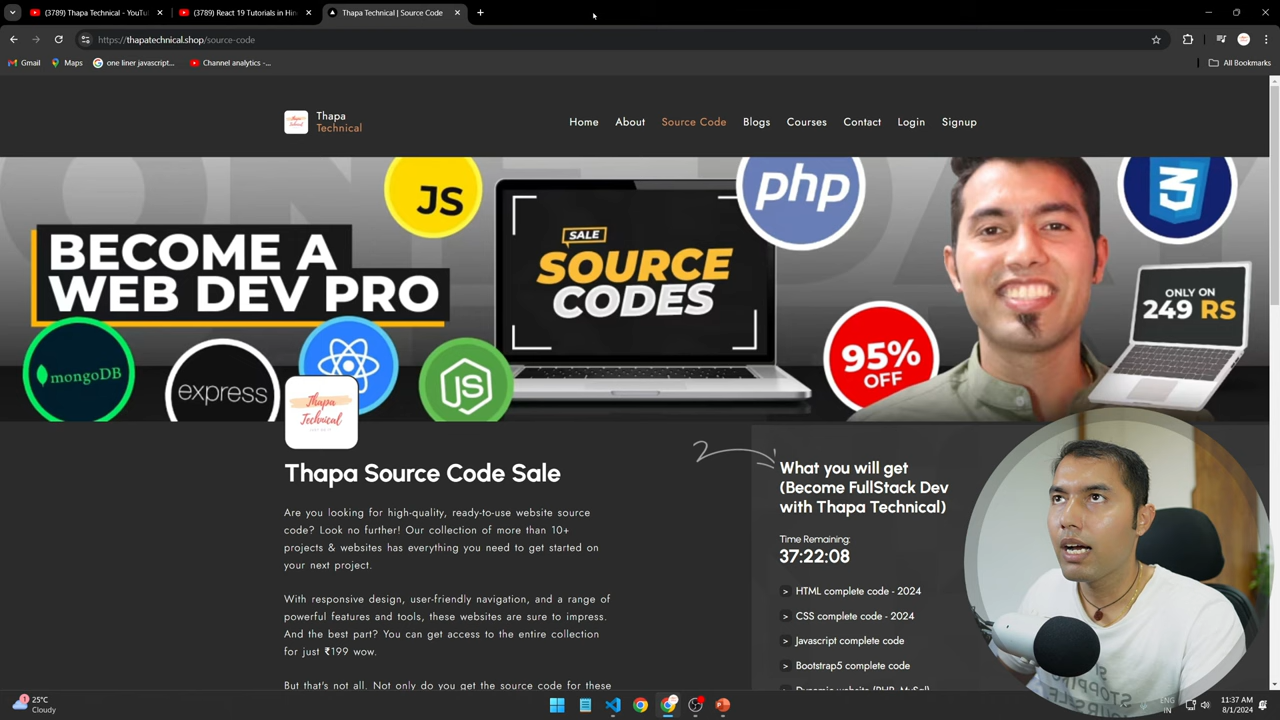 (3789) Thapa Technical - YouTu
(3789) React 19 Tutorials in Hin
Thapa Technical | Source Code
https://thapatechnical.shop/source-code
Gmail
Maps
one liner javascript...
Channel analytics -...
All Bookmarks
Thapa
Technical
Home
About
Source Code
Blogs
Courses
Contact
Login
Signup
BECOME A
WEB DEV PRO
JS
SALE
SOURCE
CODES
php
3
ONLY ON
249 RS
95%
OFF
mongoDB
express
JS
Thapa
Technical
Thapa Source Code Sale
Are you looking for high-quality, ready-to-use website source
code? Look no further! Our collection of more than 10+
projects & websites has everything you need to get started on
your next project.
With responsive design, user-friendly navigation, and a range of
powerful features and tools, these websites are sure to impress.
And the best part? You can get access to the entire collection
for just ₹199 wow.
But that's not all. Not only do you get the source code for these
What you will get
(Become FullStack Dev
with Thapa Technical)
Time Remaining:
37:22:08
> HTML complete code - 2024
> CSS complete code - 2024
> Javascript complete code
> Bootstrap5 complete code
Dynamic website (PHP, MySql)
25°C
Cloudy
ENG
IN
11:37 AM
8/1/2024